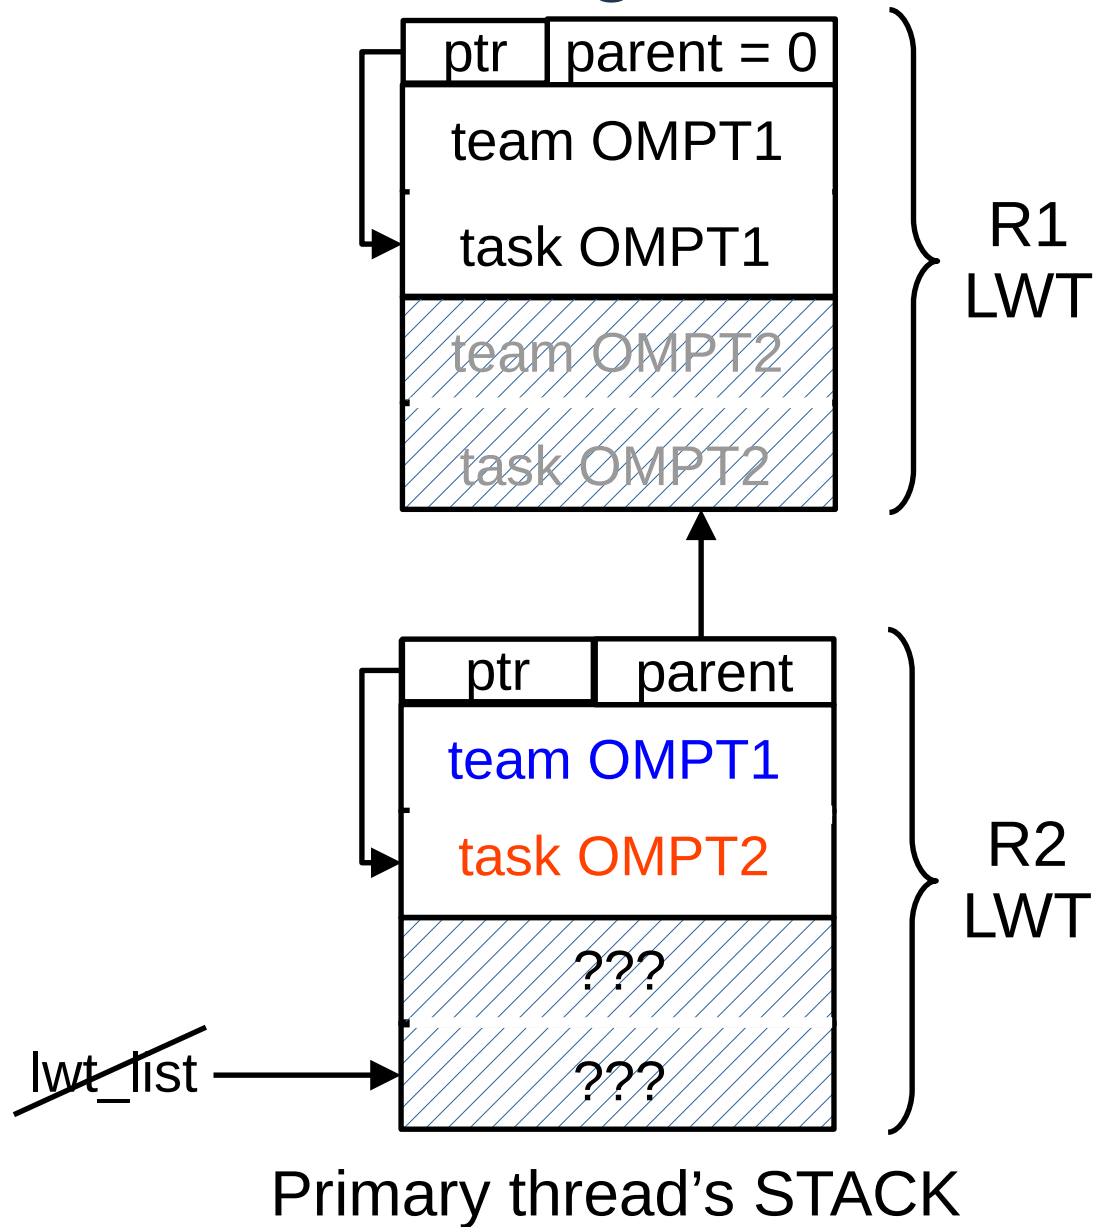 ptr parent = 0
team OMPT1
task OMPT1
team OMPT2
task OMPT2
R1
LWT
ptr parent
team OMPT1
task OMPT2
???
???
R2
LWT
lwt_list
Primary thread’s STACK